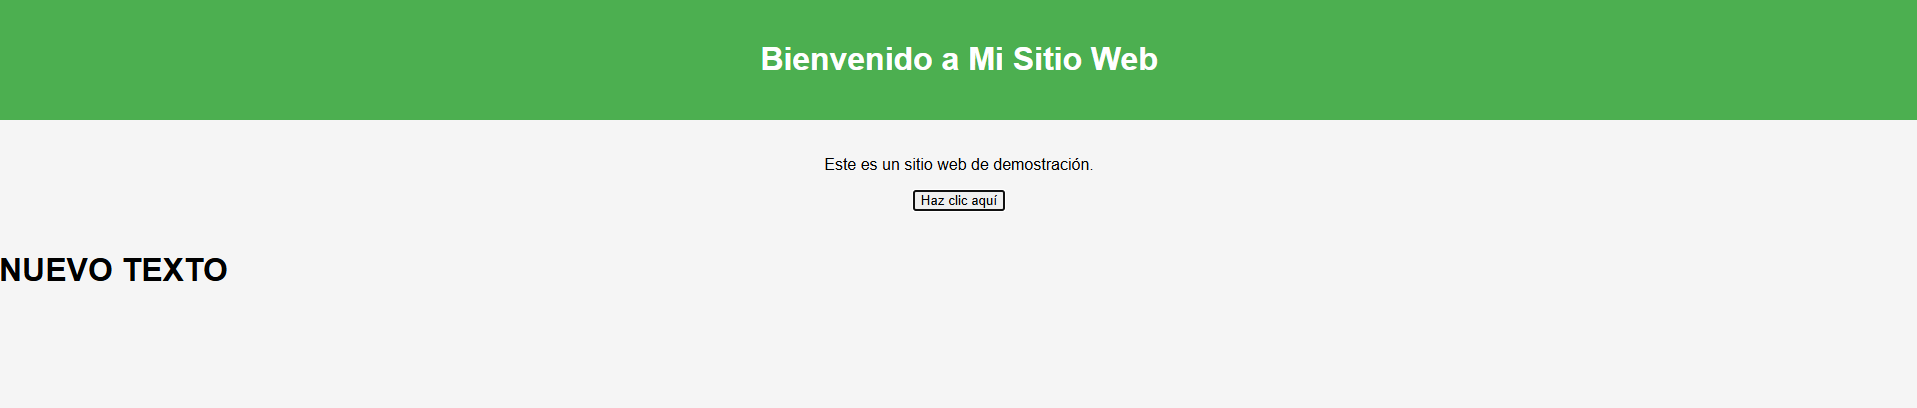 Bienvenido a Mi Sitio Web
Este es un sitio web de demostración.
Haz clic aquí
NUEVO TEXTO